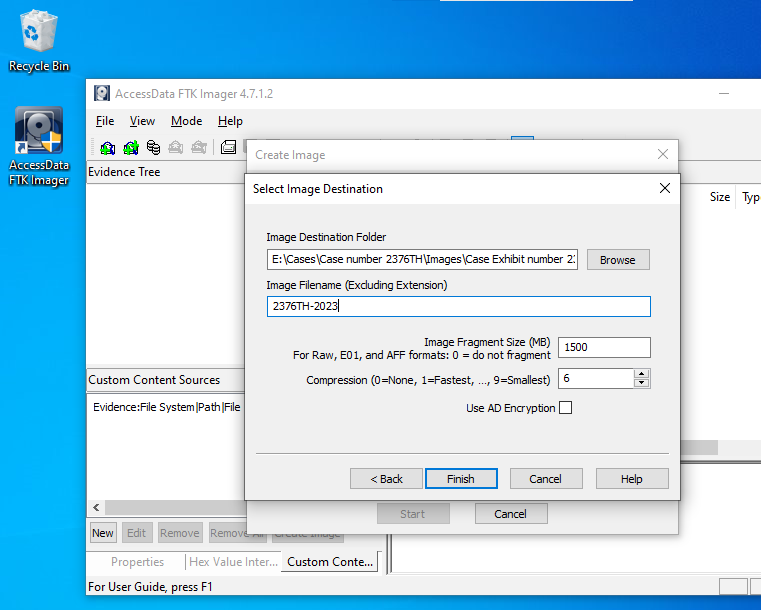 Recycle Bin
AccessData
FTK Imager
AccessData FTK Imager 4.7.1.2
File View Mode Help
Create Image
Evidence Tree
Select Image Destination
Size
Image Destination Folder
E:\Cases\Case number 2376TH\Images\Case Exhibit number
Browse
Image Filename (Excluding Extension)
2376TH-2023
Image Fragment Size (MB)
For Raw, E01, and AFF formats: 0 = do not fragment
1500
Compression (0=None, 1=Fastest, ..., 9=Smallest)
6
Use AD Encryption
Custom Content Sources
Evidence:File System|Path|File
< Back Finish Cancel Help
Start Cancel
New Edit Remove Remove All Create Image
Properties Hex Value Inter... Custom Conte...
For User Guide, press F1